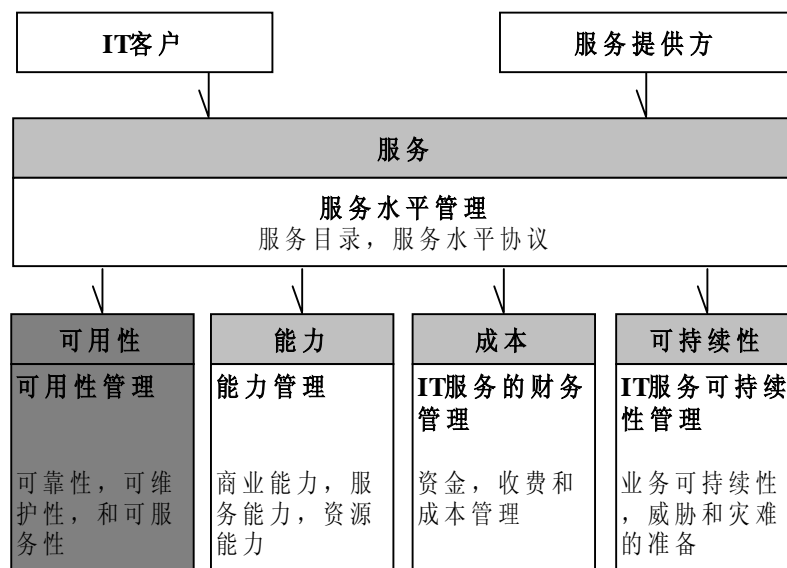 IT客户
服务提供方
服务
服务水平管理
服务目录，服务水平协议
可用性
能力
成本
可持续性
可用性管理
可靠性，可维
护性，和可服
务性
能力管理
商业能力，服
务能力，资源
能力
IT服务的财务
管理
资金，收费和
成本管理
IT服务可持续
性管理
业务可持续性
，威胁和灾难
的准备